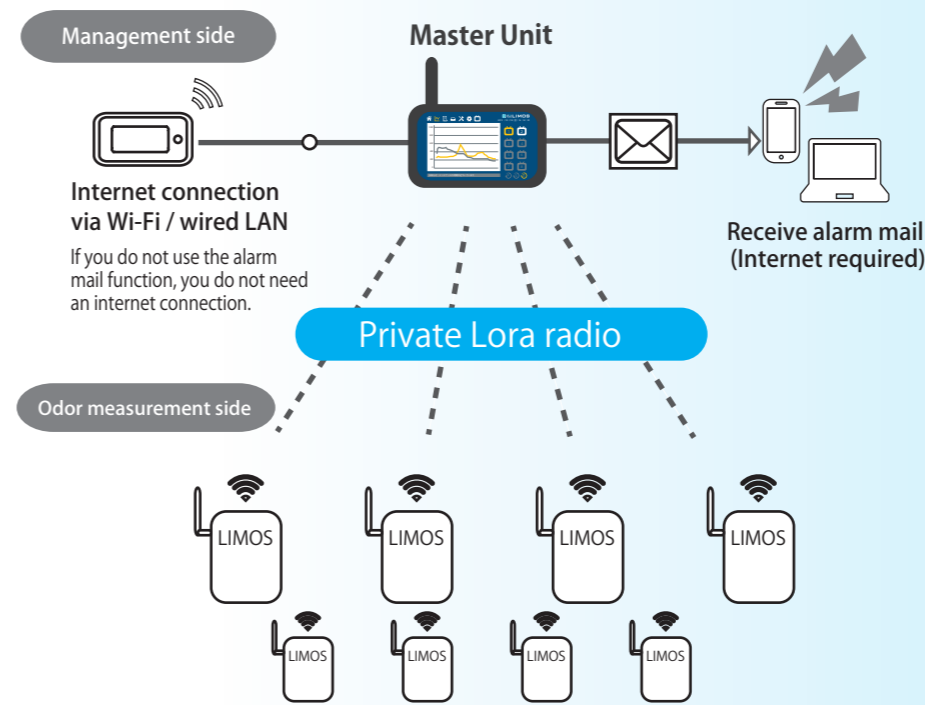 Management side
Master Unit
Internet connection
via Wi-Fi / wired LAN
If you do not use the alarm
mail function, you do not need
an internet connection.
Receive alarm mail
(Internet required)
Private Lora radio
Odor measurement side
LIMOS
LIMOS
LIMOS
LIMOS
LIMOS
LIMOS
LIMOS
LIMOS